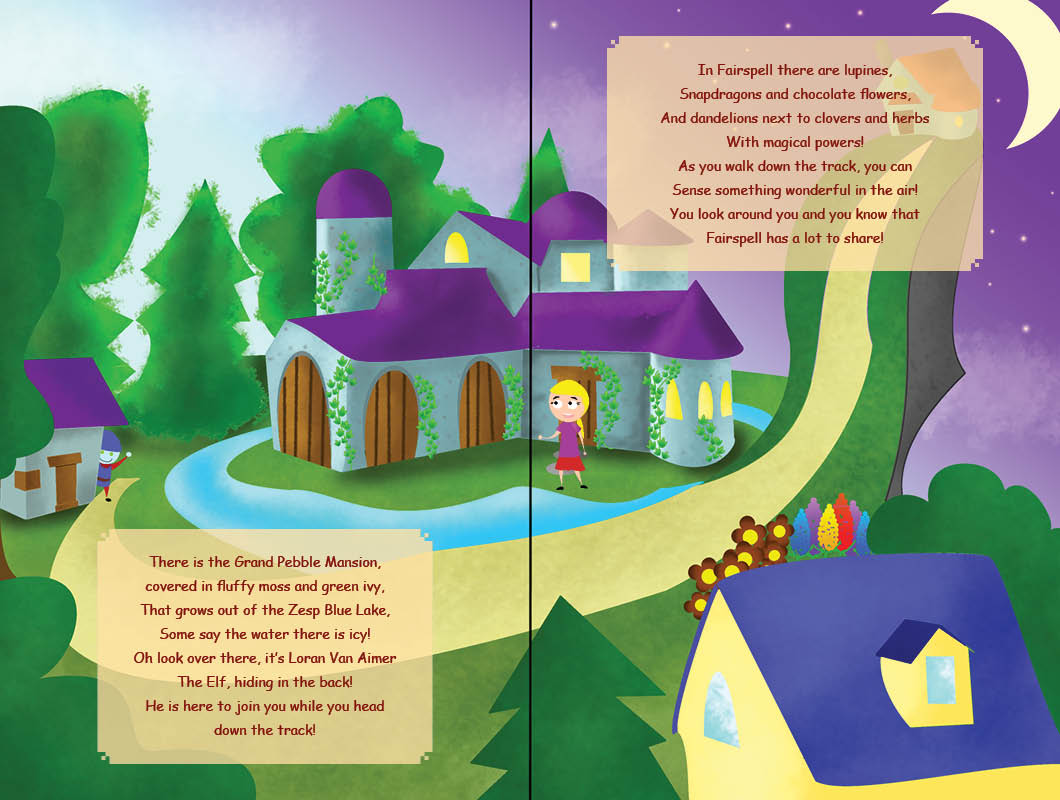 There is the Grand Pebble Mansion,
covered in fluffy moss and green ivy,
That grows out of the Zesp Blue Lake,
Some say the water there is icy!
Oh look over there, it's Loran Van Aimer
The Elf, hiding in the back!
He is here to join you while you head
down the track!
In Fairspell there are lupines,
Snapdragons and chocolate flowers,
And dandelions next to clovers and herbs
With magical powers!
As you walk down the track, you can
Sense something wonderful in the air!
You look around you and you know that
Fairspell has a lot to share!